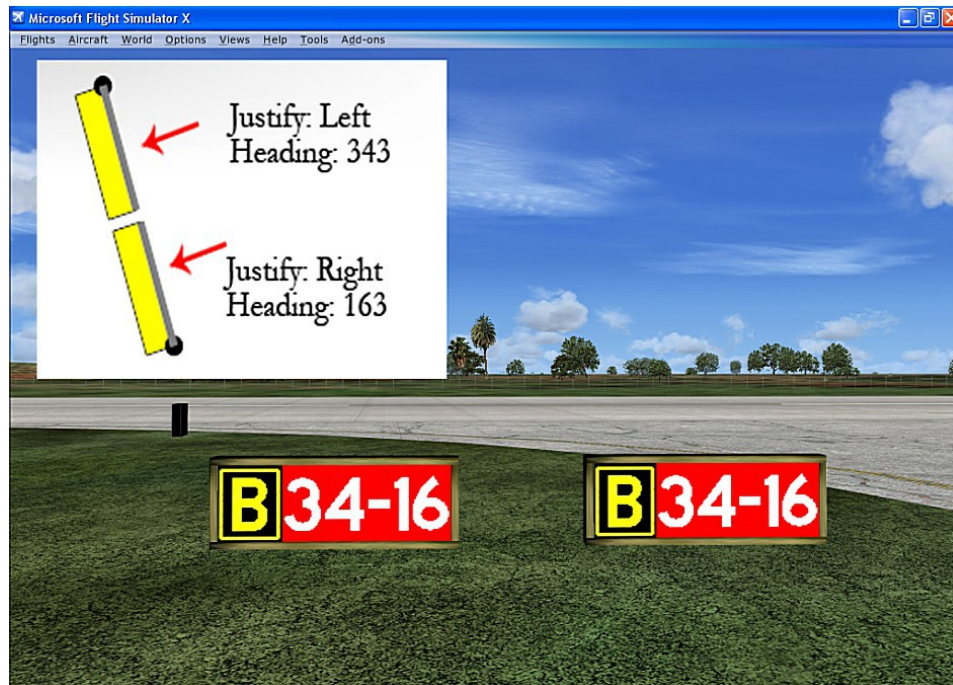 Microsoft Flight Simulator X
Flights Aircraft World Options Views Help Tools Add-ons
Justify: Left
Heading: 343
Justify: Right
Heading: 163
B 34-16
B 34-16